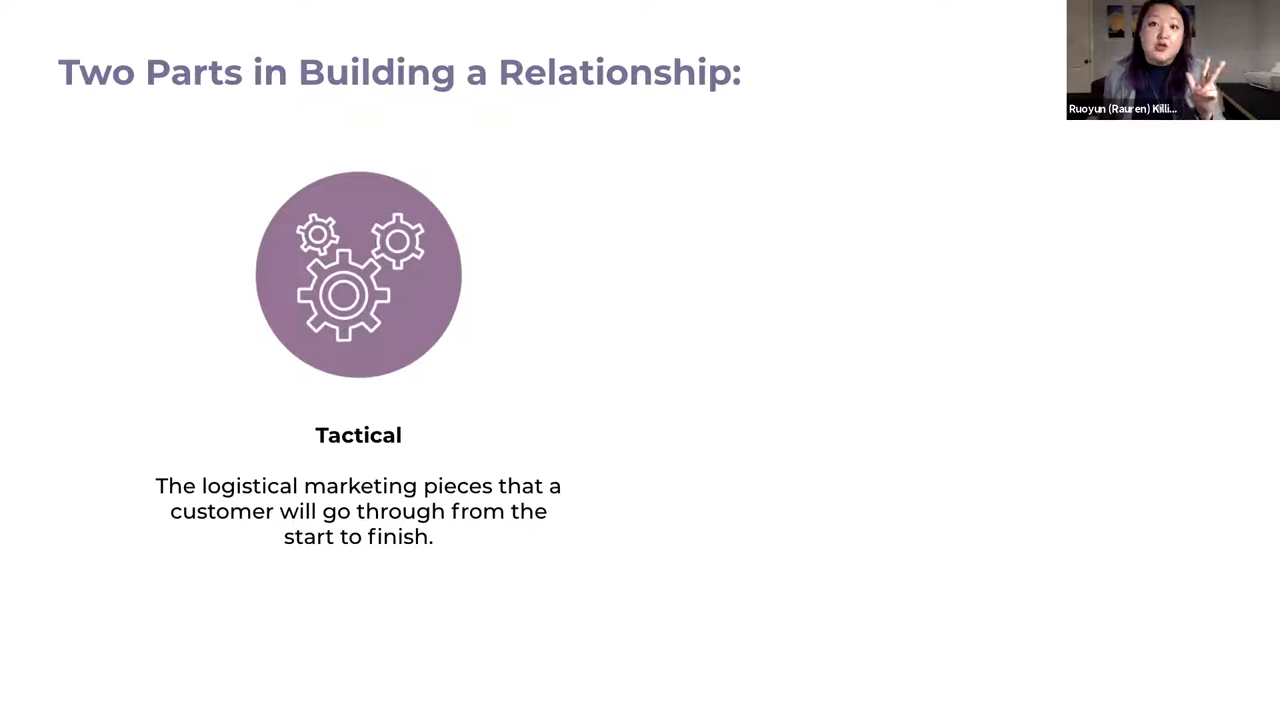 Two Parts in Building a Relationship:
Ruoyun (Rauren) Killi...
Tactical
The logistical marketing pieces that a
customer will go through from the
start to finish.